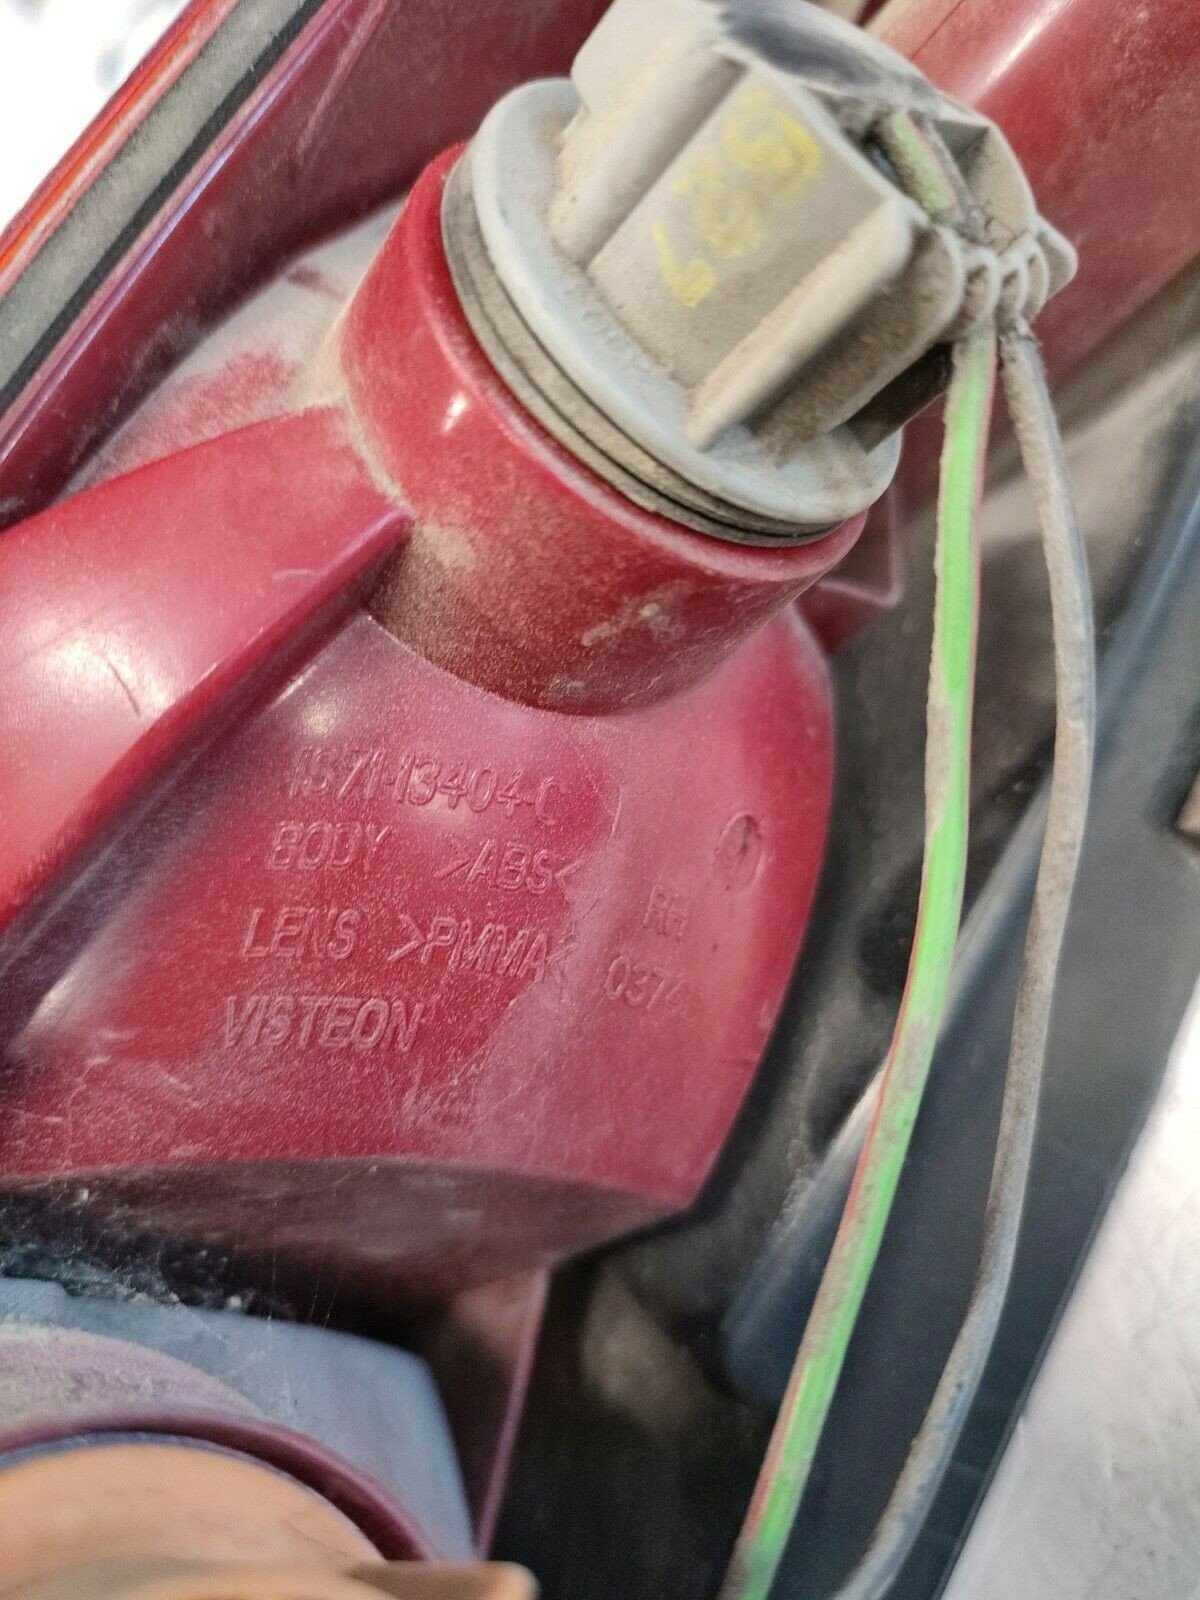 1S71-13404-C
BODY >ABS<
LENS >PMMA<
VISTEON
RH